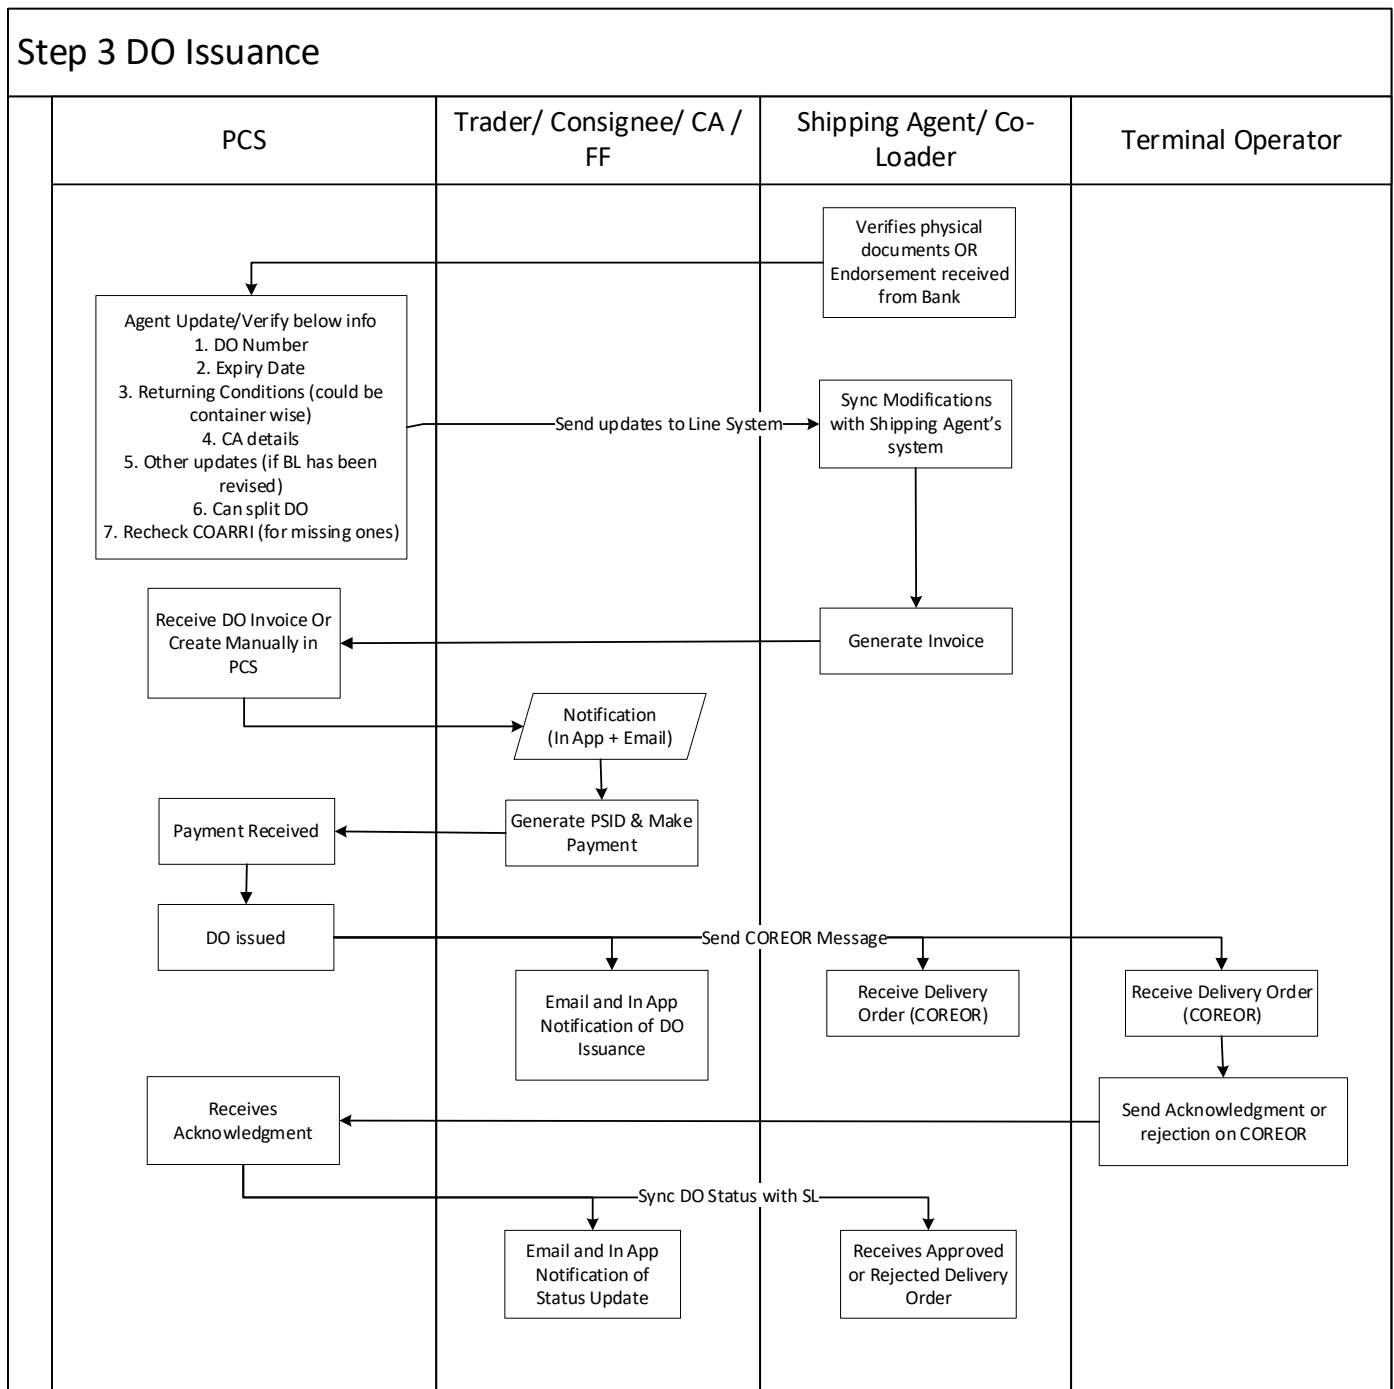 Step 3 DO Issuance
PCS
Trader/ Consignee/ CA /
FF
Shipping Agent/ Co-
Loader
Terminal Operator
Verifies physical
documents OR
Endorsement received
from Bank
Agent Update/Verify below info
1. DO Number
2. Expiry Date
3. Returning Conditions (could be
container wise)
4. CA details
5. Other updates (if BL has been
revised)
6. Can split DO
7. Recheck COARRI (for missing ones)
Send updates to Line System
Sync Modifications
with Shipping Agent's
system
Receive DO Invoice Or
Create Manually in
PCS
Generate Invoice
Notification
(In App + Email)
Payment Received
Generate PSID & Make
Payment
DO issued
Send COREOR Message
Email and In App
Notification of DO
Issuance
Receive Delivery
Order (COREOR)
Receive Delivery Order
(COREOR)
Receives
Acknowledgment
Send Acknowledgment or
rejection on COREOR
Sync DO Status with SL
Email and In App
Notification of
Status Update
Receives Approved
or Rejected Delivery
Order